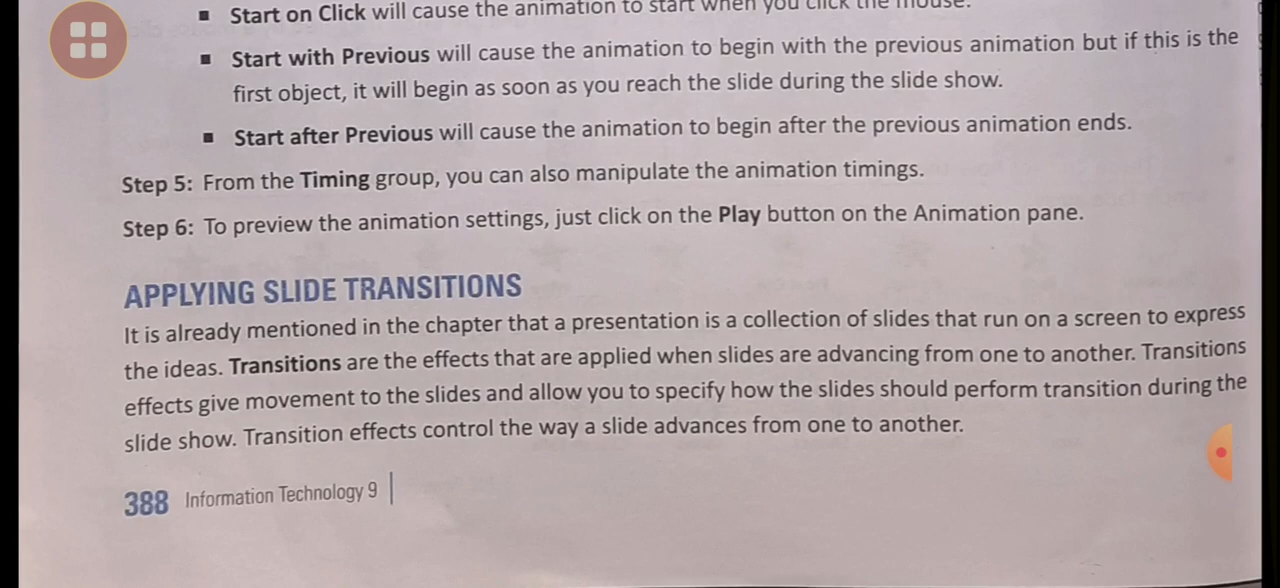 ▪ Start on Click will cause the animation to start when you click the mouse.
▪ Start with Previous will cause the animation to begin with the previous animation but if this is the
first object, it will begin as soon as you reach the slide during the slide show.
▪ Start after Previous will cause the animation to begin after the previous animation ends.
Step 5: From the Timing group, you can also manipulate the animation timings.
Step 6: To preview the animation settings, just click on the Play button on the Animation pane.
APPLYING SLIDE TRANSITIONS
It is already mentioned in the chapter that a presentation is a collection of slides that run on a screen to express
the ideas. Transitions are the effects that are applied when slides are advancing from one to another. Transitions
effects give movement to the slides and allow you to specify how the slides should perform transition during the
slide show. Transition effects control the way a slide advances from one to another.
388 Information Technology 9